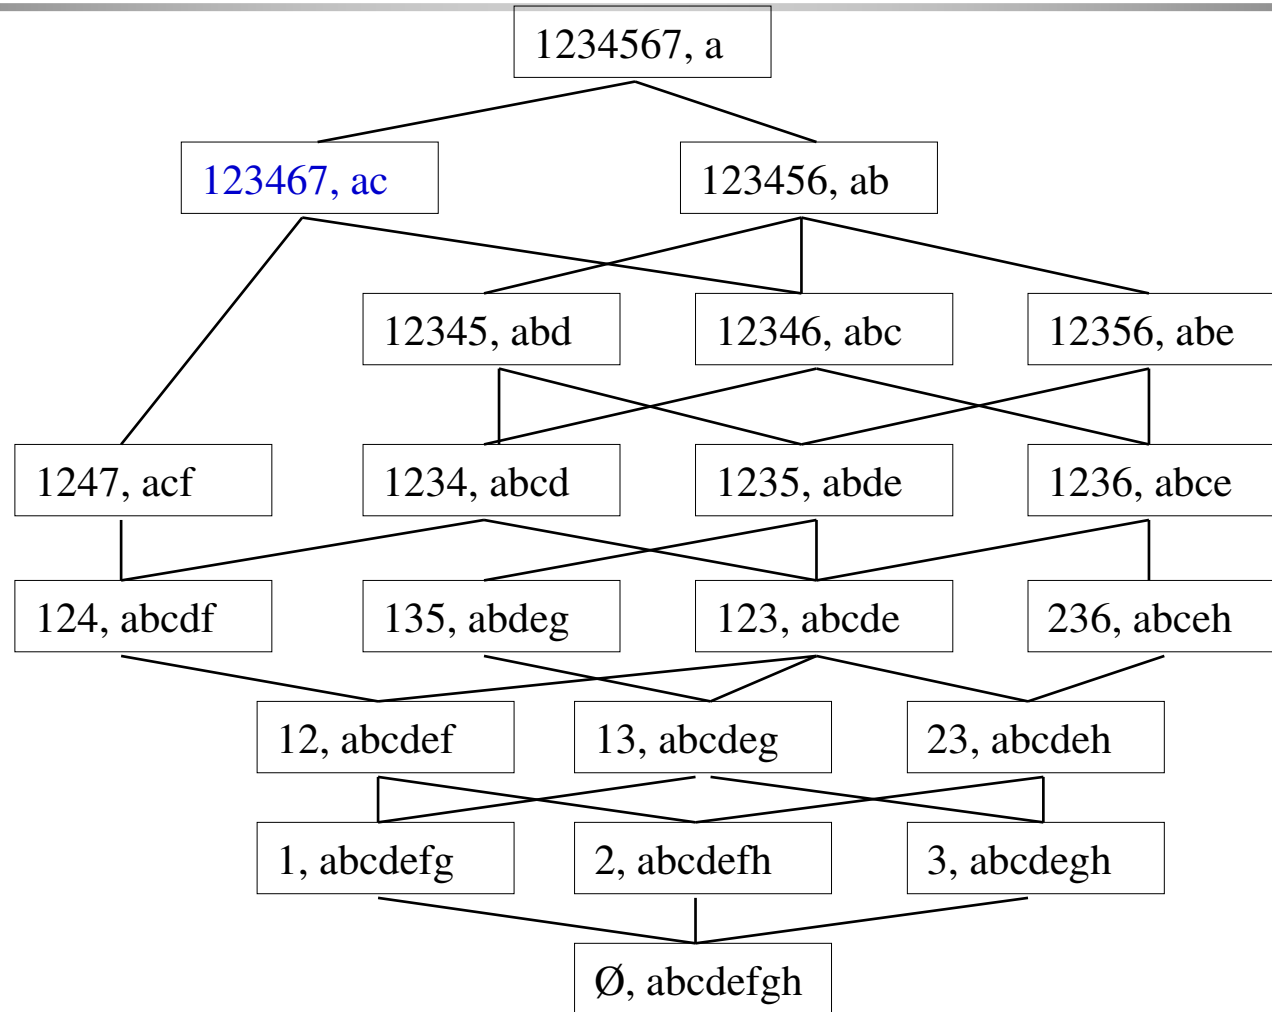 1234567, a
123467, ac
123456, ab
12345, abd
12346, abc
12356, abe
1247, acf
1234, abcd
1235, abde
1236, abce
124, abcdf
135, abdeg
123, abcde
236, abceh
12, abcdef
13, abcdeg
23, abcdeh
1, abcdefg
2, abcdefh
3, abcdegh
Ø, abcdefgh